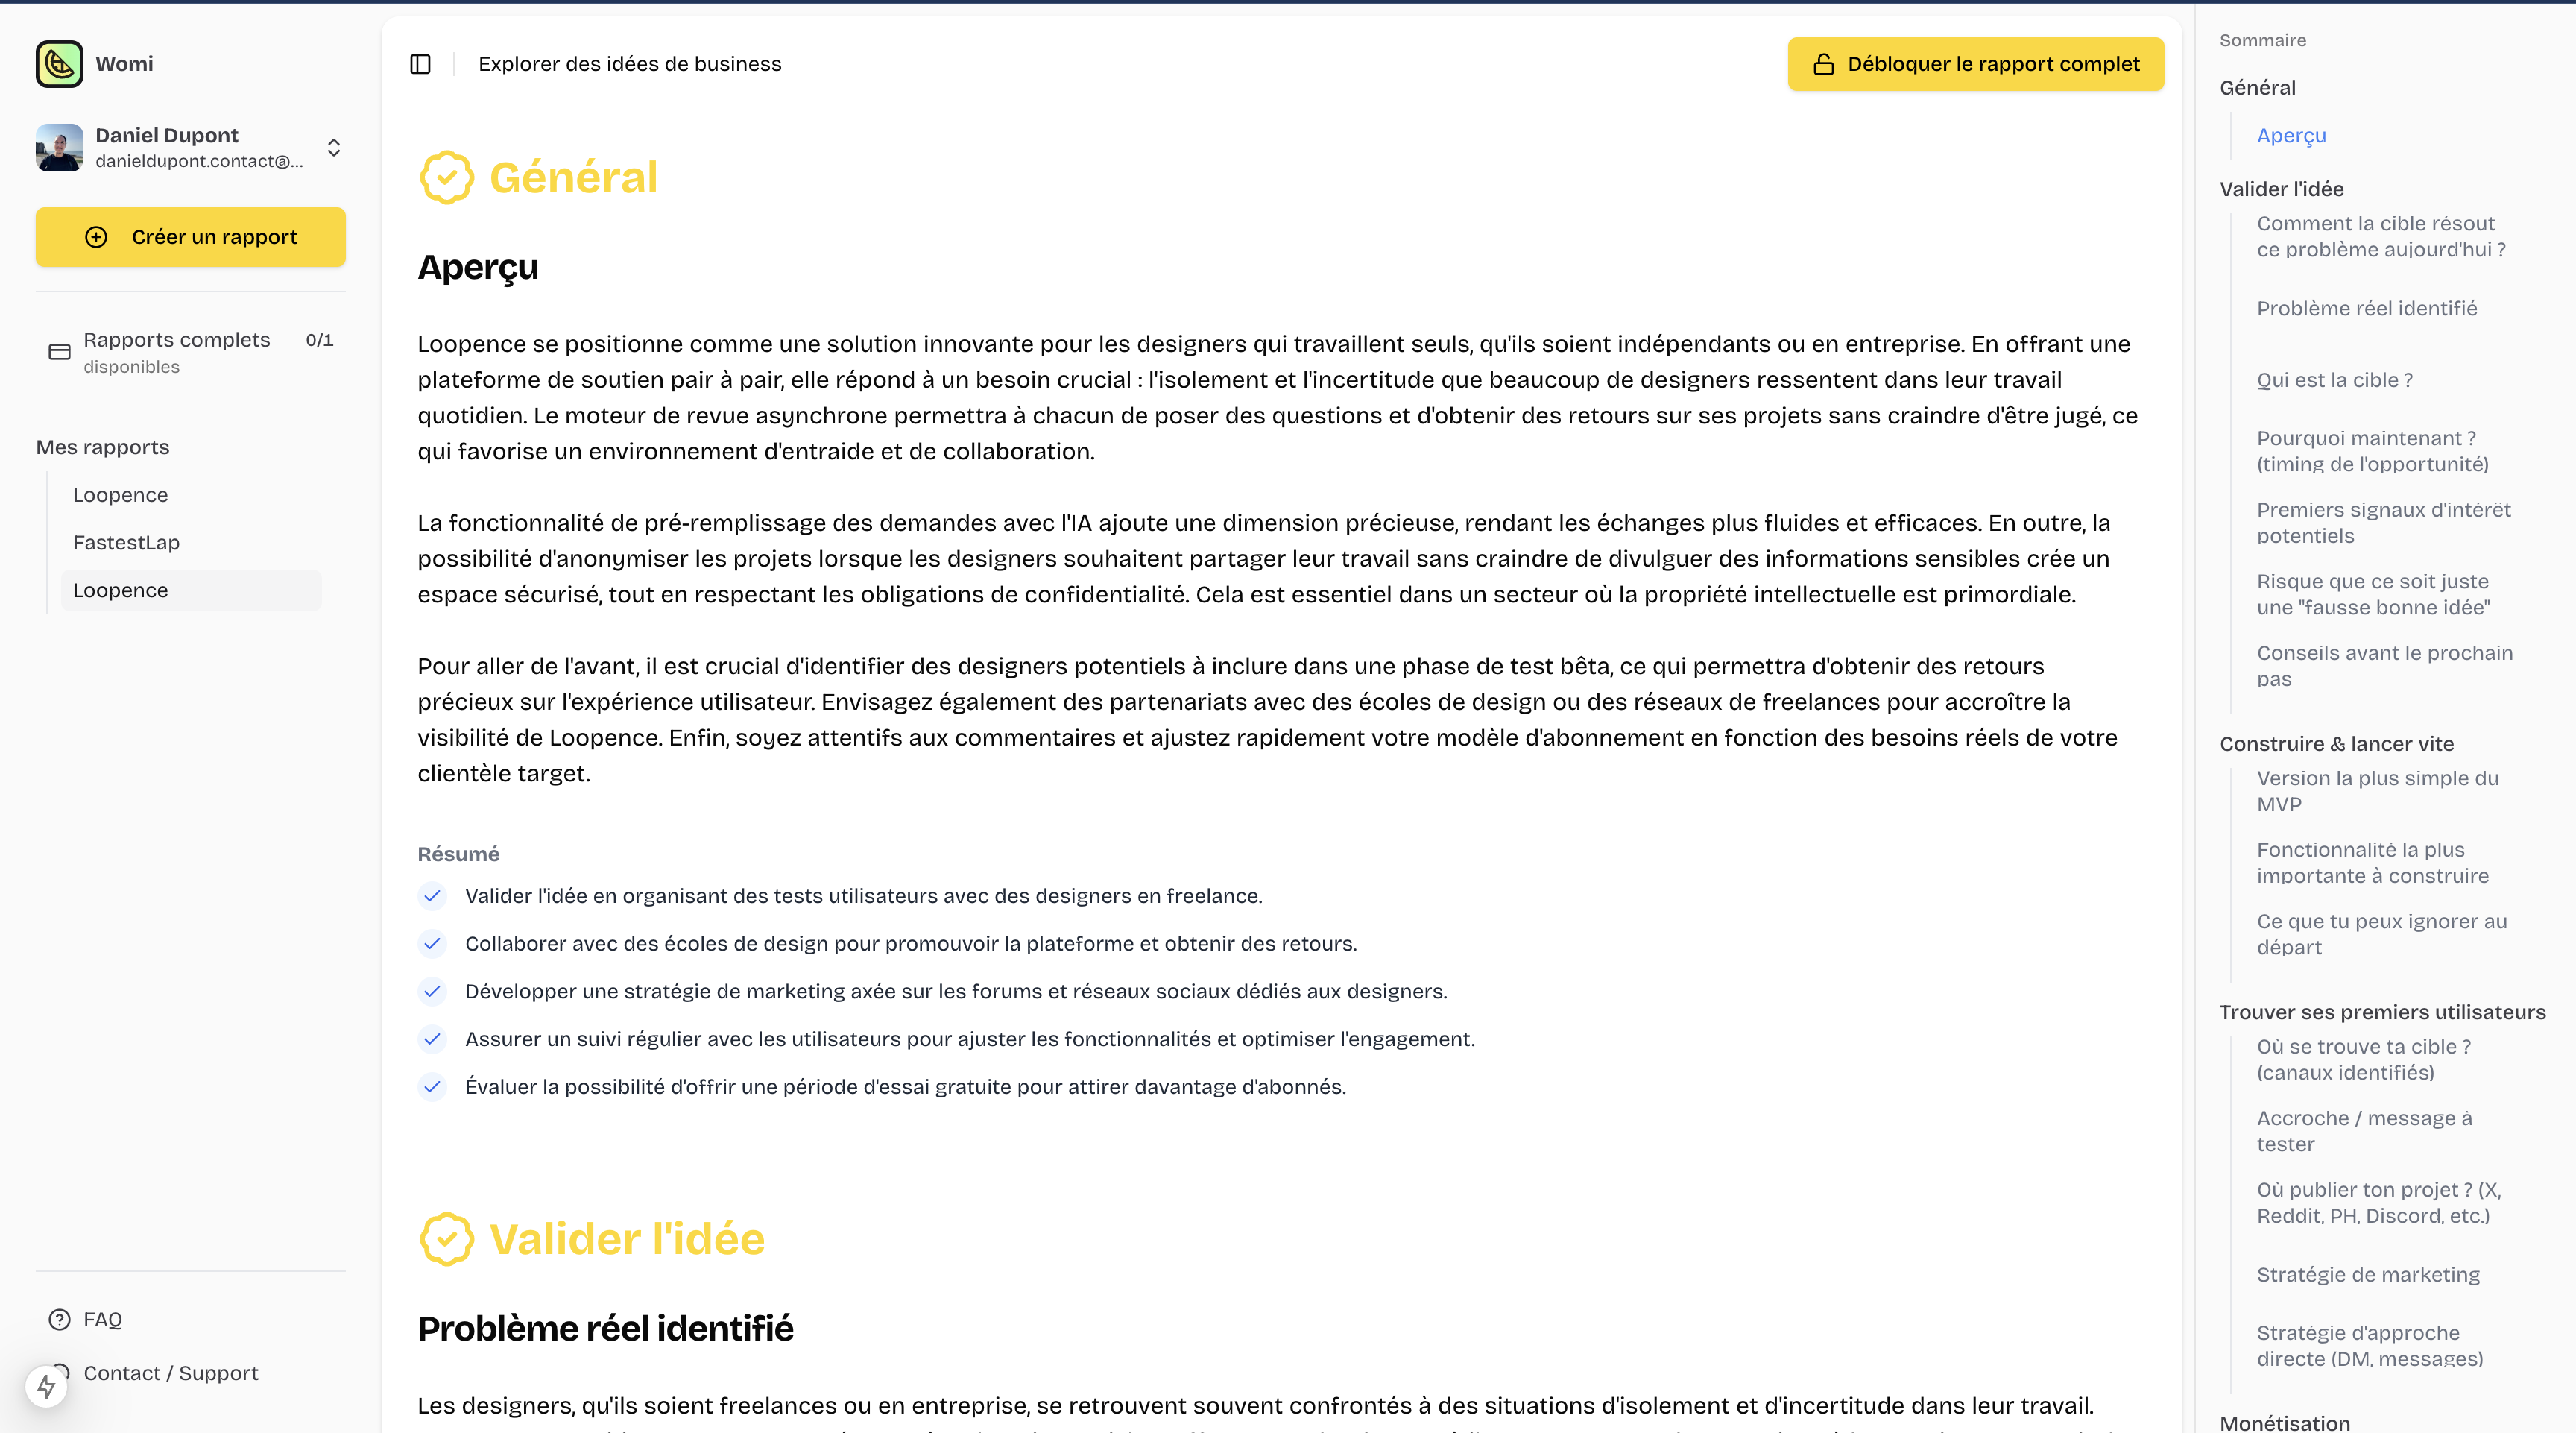 Womi
Daniel Dupont
danieldupont.contact@...
Créer un rapport
Rapports complets 0/1
disponibles
Mes rapports
Loopence
FastestLap
Loopence
FAQ
Contact / Support
Explorer des idées de business
Débloquer le rapport complet
Général
Aperçu
Loopence se positionne comme une solution innovante pour les designers qui travaillent seuls, qu'ils soient indépendants ou en entreprise. En offrant une
plateforme de soutien pair à pair, elle répond à un besoin crucial : l'isolement et l'incertitude que beaucoup de designers ressentent dans leur travail
quotidien. Le moteur de revue asynchrone permettra à chacun de poser des questions et d'obtenir des retours sur ses projets sans craindre d'être jugé, ce
qui favorise un environnement d'entraide et de collaboration.
La fonctionnalité de pré-remplissage des demandes avec l'IA ajoute une dimension précieuse, rendant les échanges plus fluides et efficaces. En outre, la
possibilité d'anonymiser les projets lorsque les designers souhaitent partager leur travail sans craindre de divulguer des informations sensibles crée un
espace sécurisé, tout en respectant les obligations de confidentialité. Cela est essentiel dans un secteur où la propriété intellectuelle est primordiale.
Pour aller de l'avant, il est crucial d'identifier des designers potentiels à inclure dans une phase de test bêta, ce qui permettra d'obtenir des retours
précieux sur l'expérience utilisateur. Envisagez également des partenariats avec des écoles de design ou des réseaux de freelances pour accroître la
visibilité de Loopence. Enfin, soyez attentifs aux commentaires et ajustez rapidement votre modèle d'abonnement en fonction des besoins réels de votre
clientèle target.
Résumé
Valider l'idée en organisant des tests utilisateurs avec des designers en freelance.
Collaborer avec des écoles de design pour promouvoir la plateforme et obtenir des retours.
Développer une stratégie de marketing axée sur les forums et réseaux sociaux dédiés aux designers.
Assurer un suivi régulier avec les utilisateurs pour ajuster les fonctionnalités et optimiser l'engagement.
Évaluer la possibilité d'offrir une période d'essai gratuite pour attirer davantage d'abonnés.
Valider l'idée
Problème réel identifié
Les designers, qu'ils soient freelances ou en entreprise, se retrouvent souvent confrontés à des situations d'isolement et d'incertitude dans leur travail.
Sommaire
Général
Aperçu
Valider l'idée
Comment la cible résout
ce problème aujourd'hui ?
Problème réel identifié
Qui est la cible ?
Pourquoi maintenant ?
(timing de l'opportunité)
Premiers signaux d'intérêt
potentiels
Risque que ce soit juste
une "fausse bonne idée"
Conseils avant le prochain
pas
Construire & lancer vite
Version la plus simple du
MVP
Fonctionnalité la plus
importante à construire
Ce que tu peux ignorer au
départ
Trouver ses premiers utilisateurs
Où se trouve ta cible ?
(canaux identifiés)
Accroche / message à
tester
Où publier ton projet ? (X,
Reddit, PH, Discord, etc.)
Stratégie de marketing
Stratégie d'approche
directe (DM, messages)
Monétisation